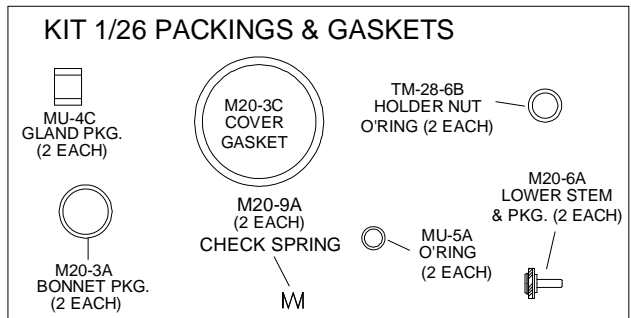 KIT 1/26 PACKINGS & GASKETS
MU-4C
GLAND PKG.
(2 EACH)
M20-3C
COVER
GASKET
TM-28-6B
HOLDER NUT
O'RING (2 EACH)
M20-3A
BONNET PKG.
(2 EACH)
M20-9A
(2 EACH)
CHECK SPRING
MU-5A
O'RING
(2 EACH)
M20-6A
LOWER STEM
& PKG. (2 EACH)